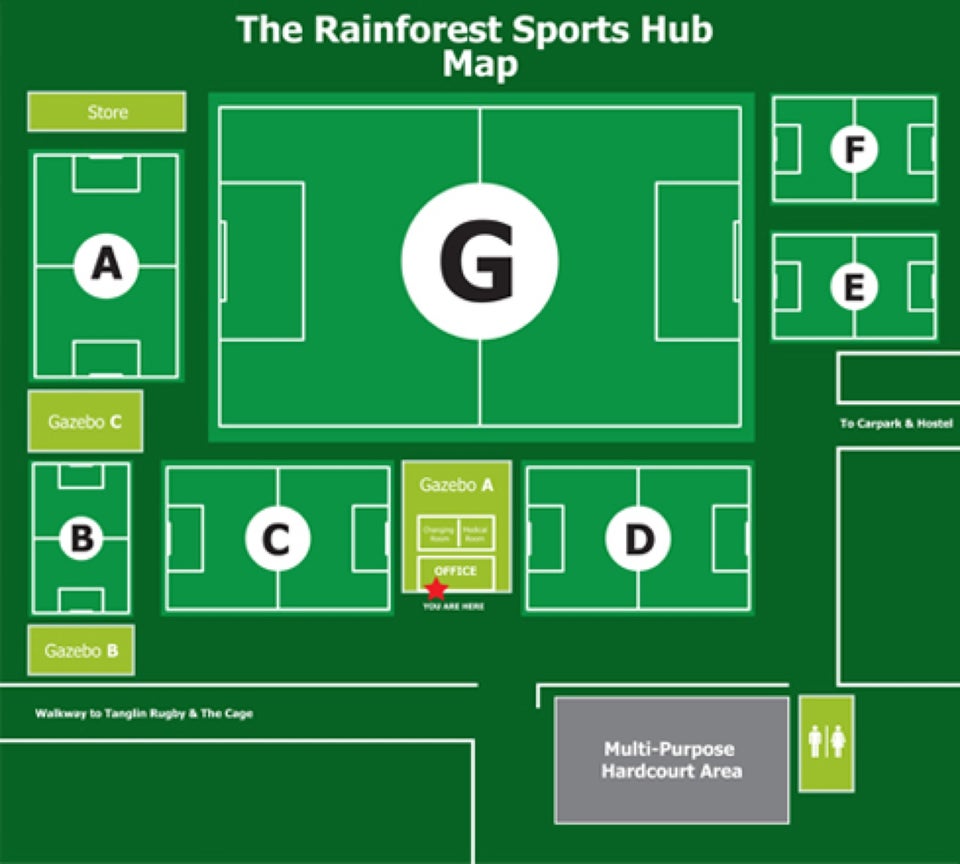 The Rainforest Sports Hub
Map
Store
F
A
G
E
Gazebo C
To Carpark & Hostel
Gazebo A
B
C
Changing
Room
Medical
Room
D
OFFICE
YOU ARE HERE
Gazebo B
Walkway to Tanglin Rugby & The Cage
Multi-Purpose
Hardcourt Area